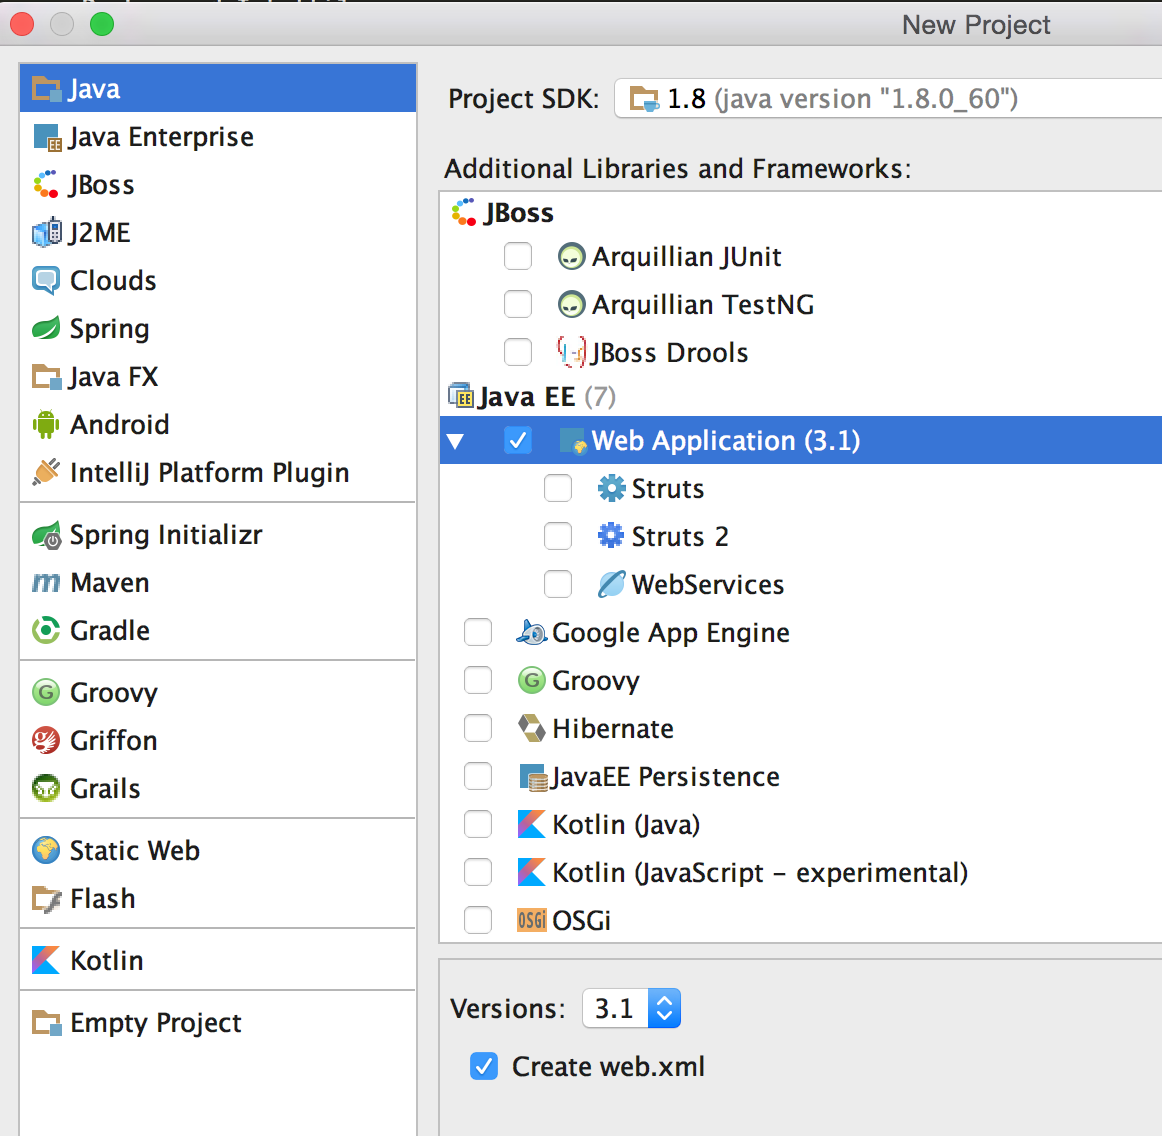 New Project
Java
Java Enterprise
JBoss
J2ME
Clouds
Spring
Java FX
Android
IntelliJ Platform Plugin
Spring Initializr
Maven
Gradle
Groovy
Griffon
Grails
Static Web
Flash
Kotlin
Empty Project
Project SDK: 1.8 (java version "1.8.0_60")
Additional Libraries and Frameworks:
JBoss
Arquillian JUnit
Arquillian TestNG
JBoss Drools
Java EE (7)
Web Application (3.1)
Struts
Struts 2
WebServices
Google App Engine
Groovy
Hibernate
JavaEE Persistence
Kotlin (Java)
Kotlin (JavaScript - experimental)
OSGi OSGi
Versions: 3.1
Create web.xml